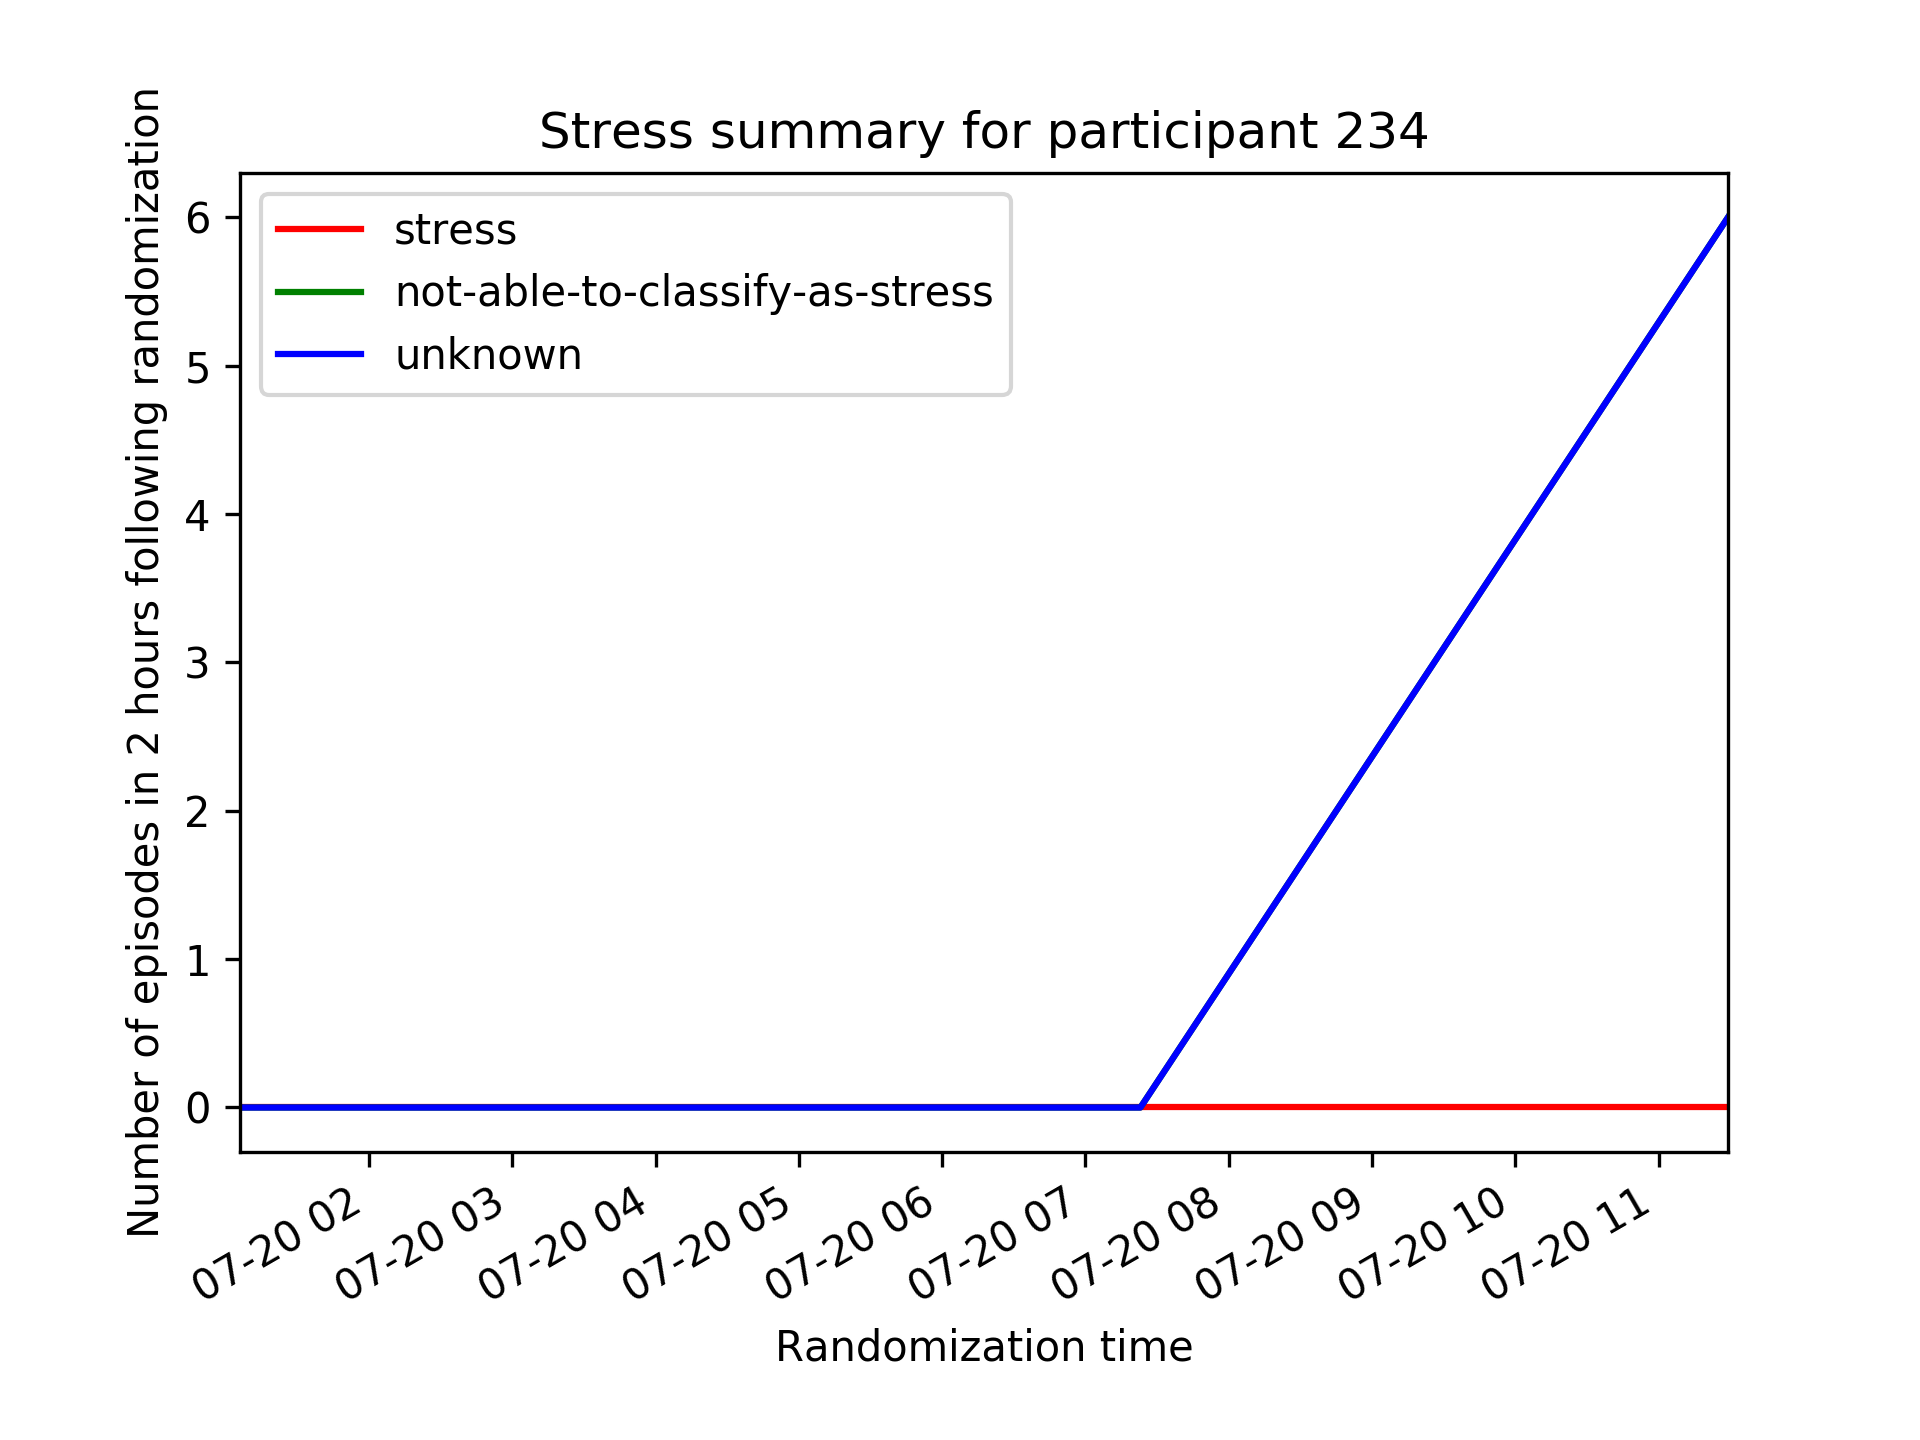 Stress summary for participant 234
Number of episodes in 2 hours following randomization
6
5
4
3
2
1
0
stress
not-able-to-classify-as-stress
unknown
07-20 02
07-20 03
07-20 04
07-20 05
07-20 06
07-20 07
07-20 08
07-20 09
07-20 10
07-20 11
Randomization time